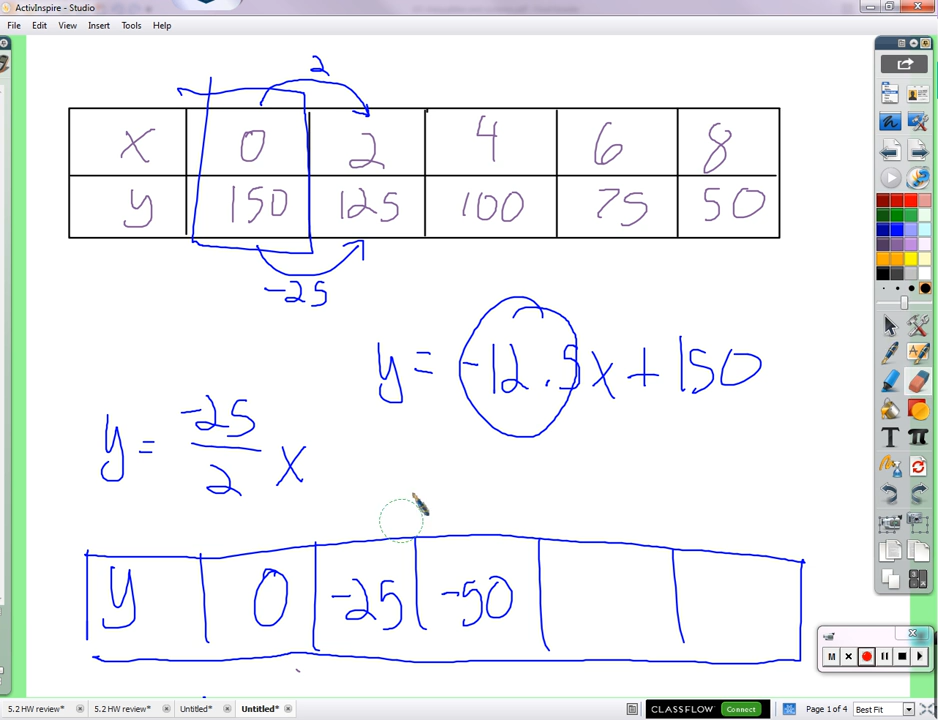 ActivInspire - Studio
File Edit View Insert Tools Help
2
x 0 2 4 6 8
y 150 125 100 75 50
-25
y = -12.5x + 150
y = -25/2 x
y 0 -25 -50
M
5.2 HW review* 5.2 HW review* Untitled* Untitled* CLASSFLOW Connect Page 1 of 4 Best Fit